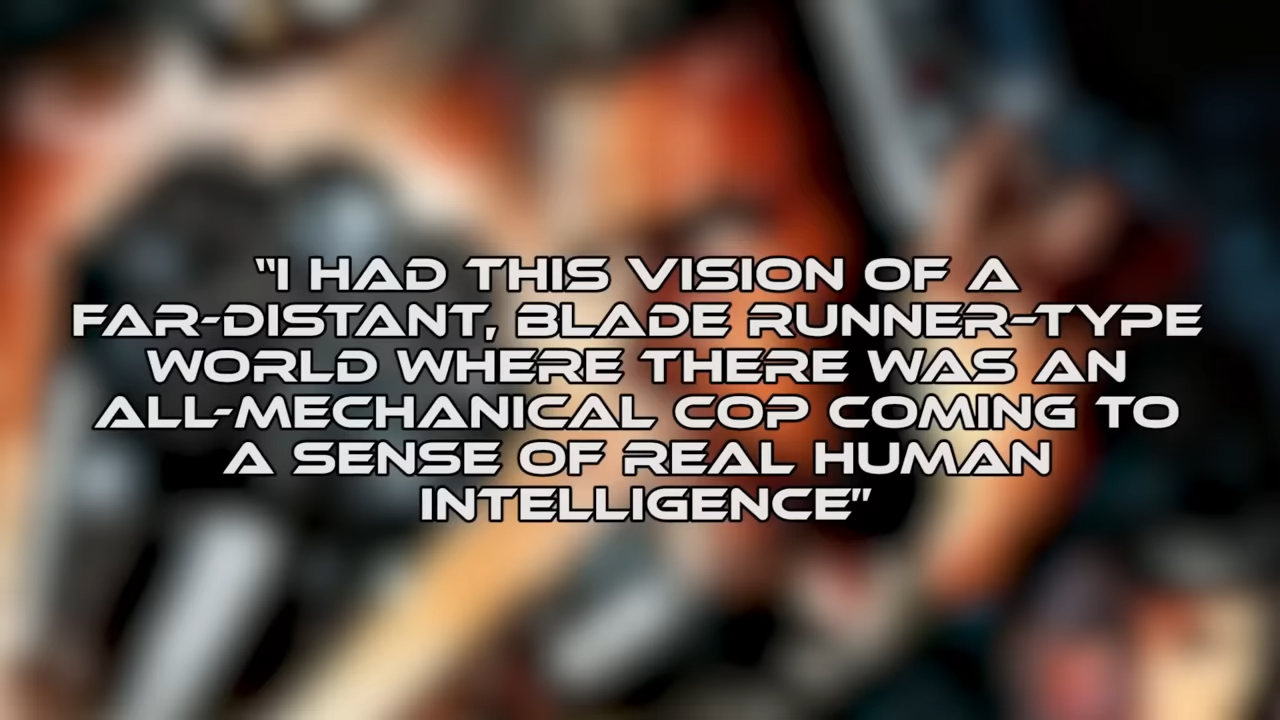 “I HAD THIS VISION OF A
FAR-DISTANT, BLADE RUNNER-TYPE
WORLD WHERE THERE WAS AN
ALL-MECHANICAL COP COMING TO
A SENSE OF REAL HUMAN
INTELLIGENCE”